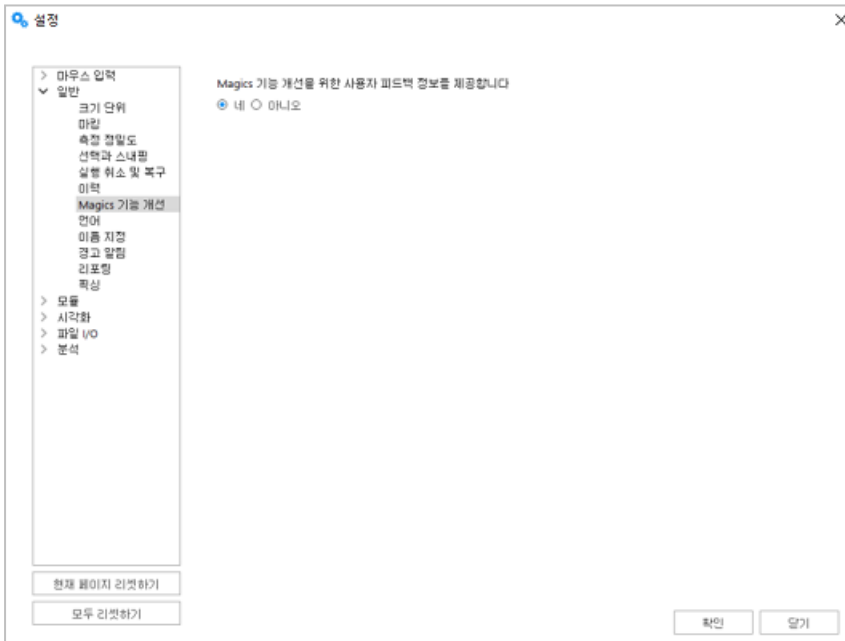 설정
마우스 입력
일반
크기 단위
마킹
측정 정밀도
선택과 스내핑
실행 취소 및 복구
이력
Magics 기능 개선
언어
이름 지정
경고 알림
리포팅
픽싱
모듈
시각화
파일 I/O
분석
Magics 기능 개선을 위한 사용자 피드백 정보를 제공합니다
네 아니오
현재 페이지 리셋하기
모두 리셋하기
확인 닫기